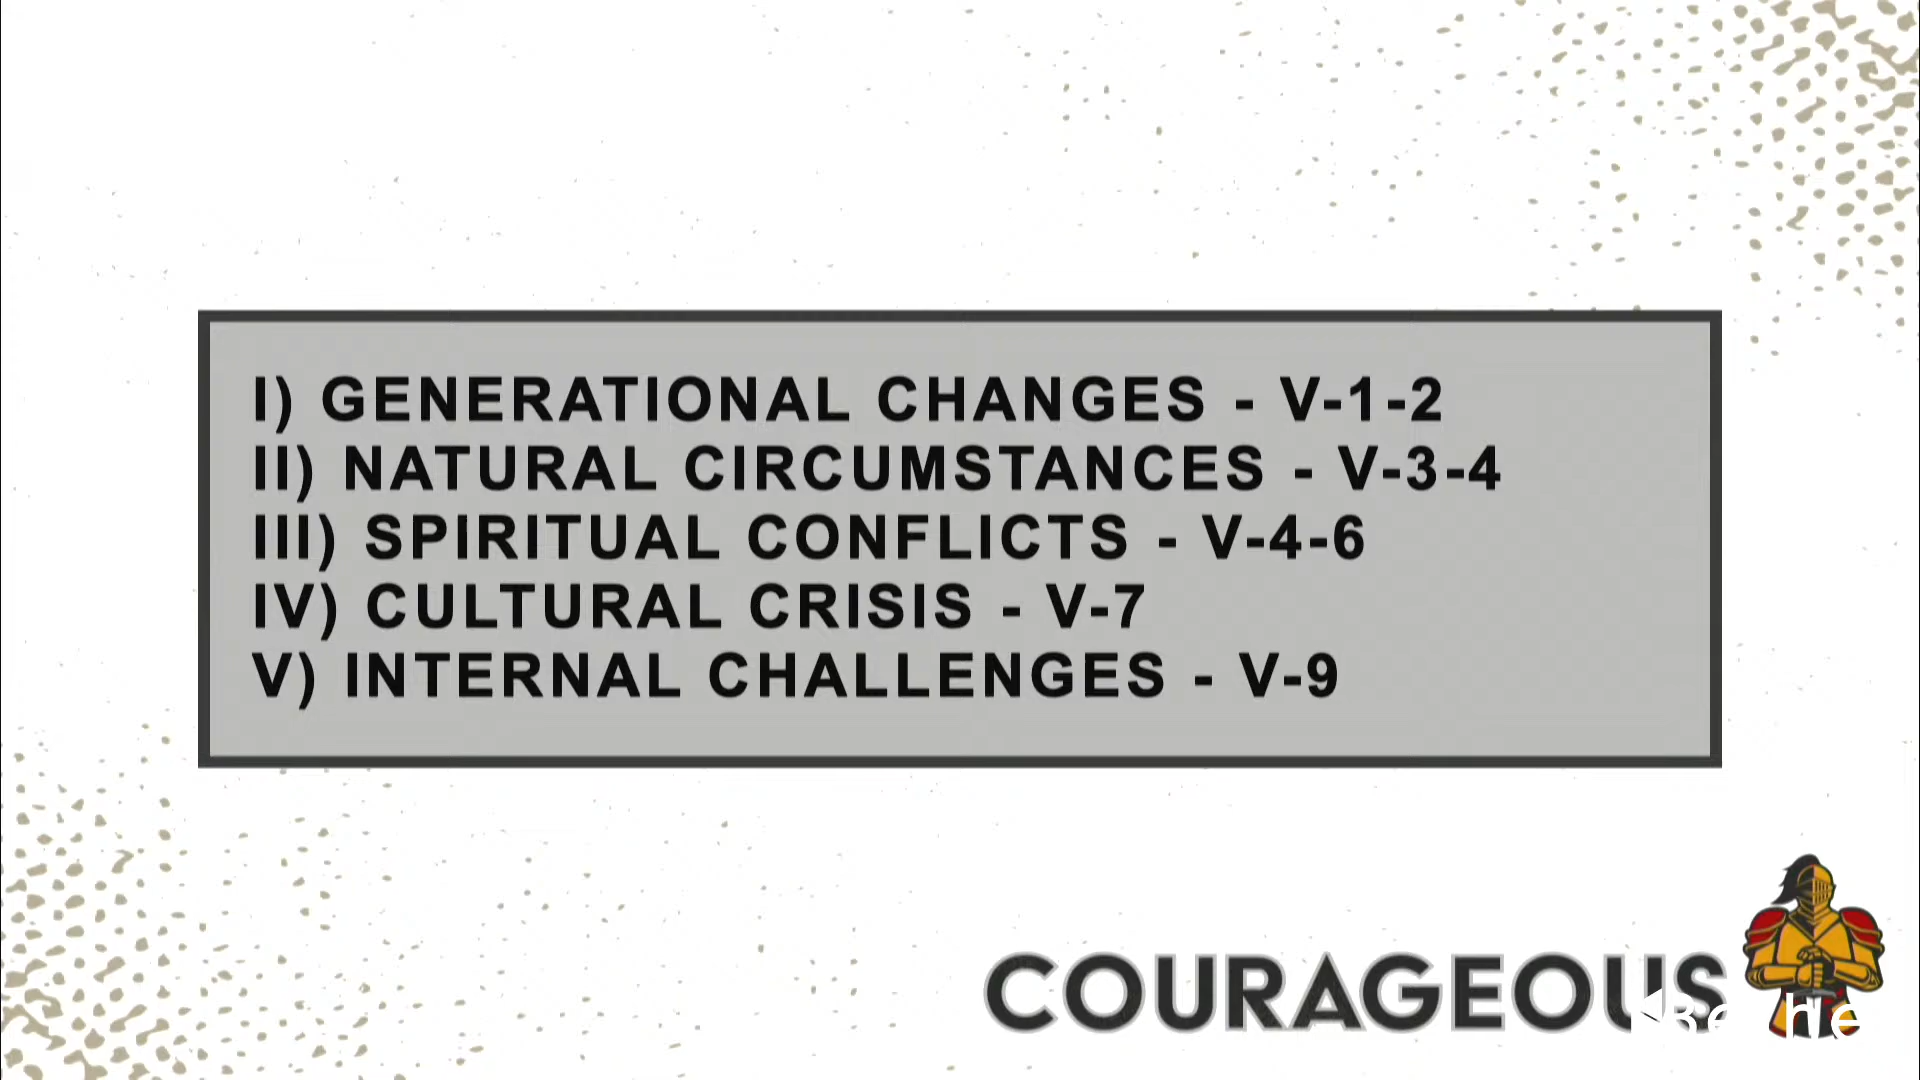 I) GENERATIONAL CHANGES - V-1-2
II) NATURAL CIRCUMSTANCES - V-3-4
III) SPIRITUAL CONFLICTS - V-4-6
IV) CULTURAL CRISIS - V-7
V) INTERNAL CHALLENGES - V-9
COURAGEOUS